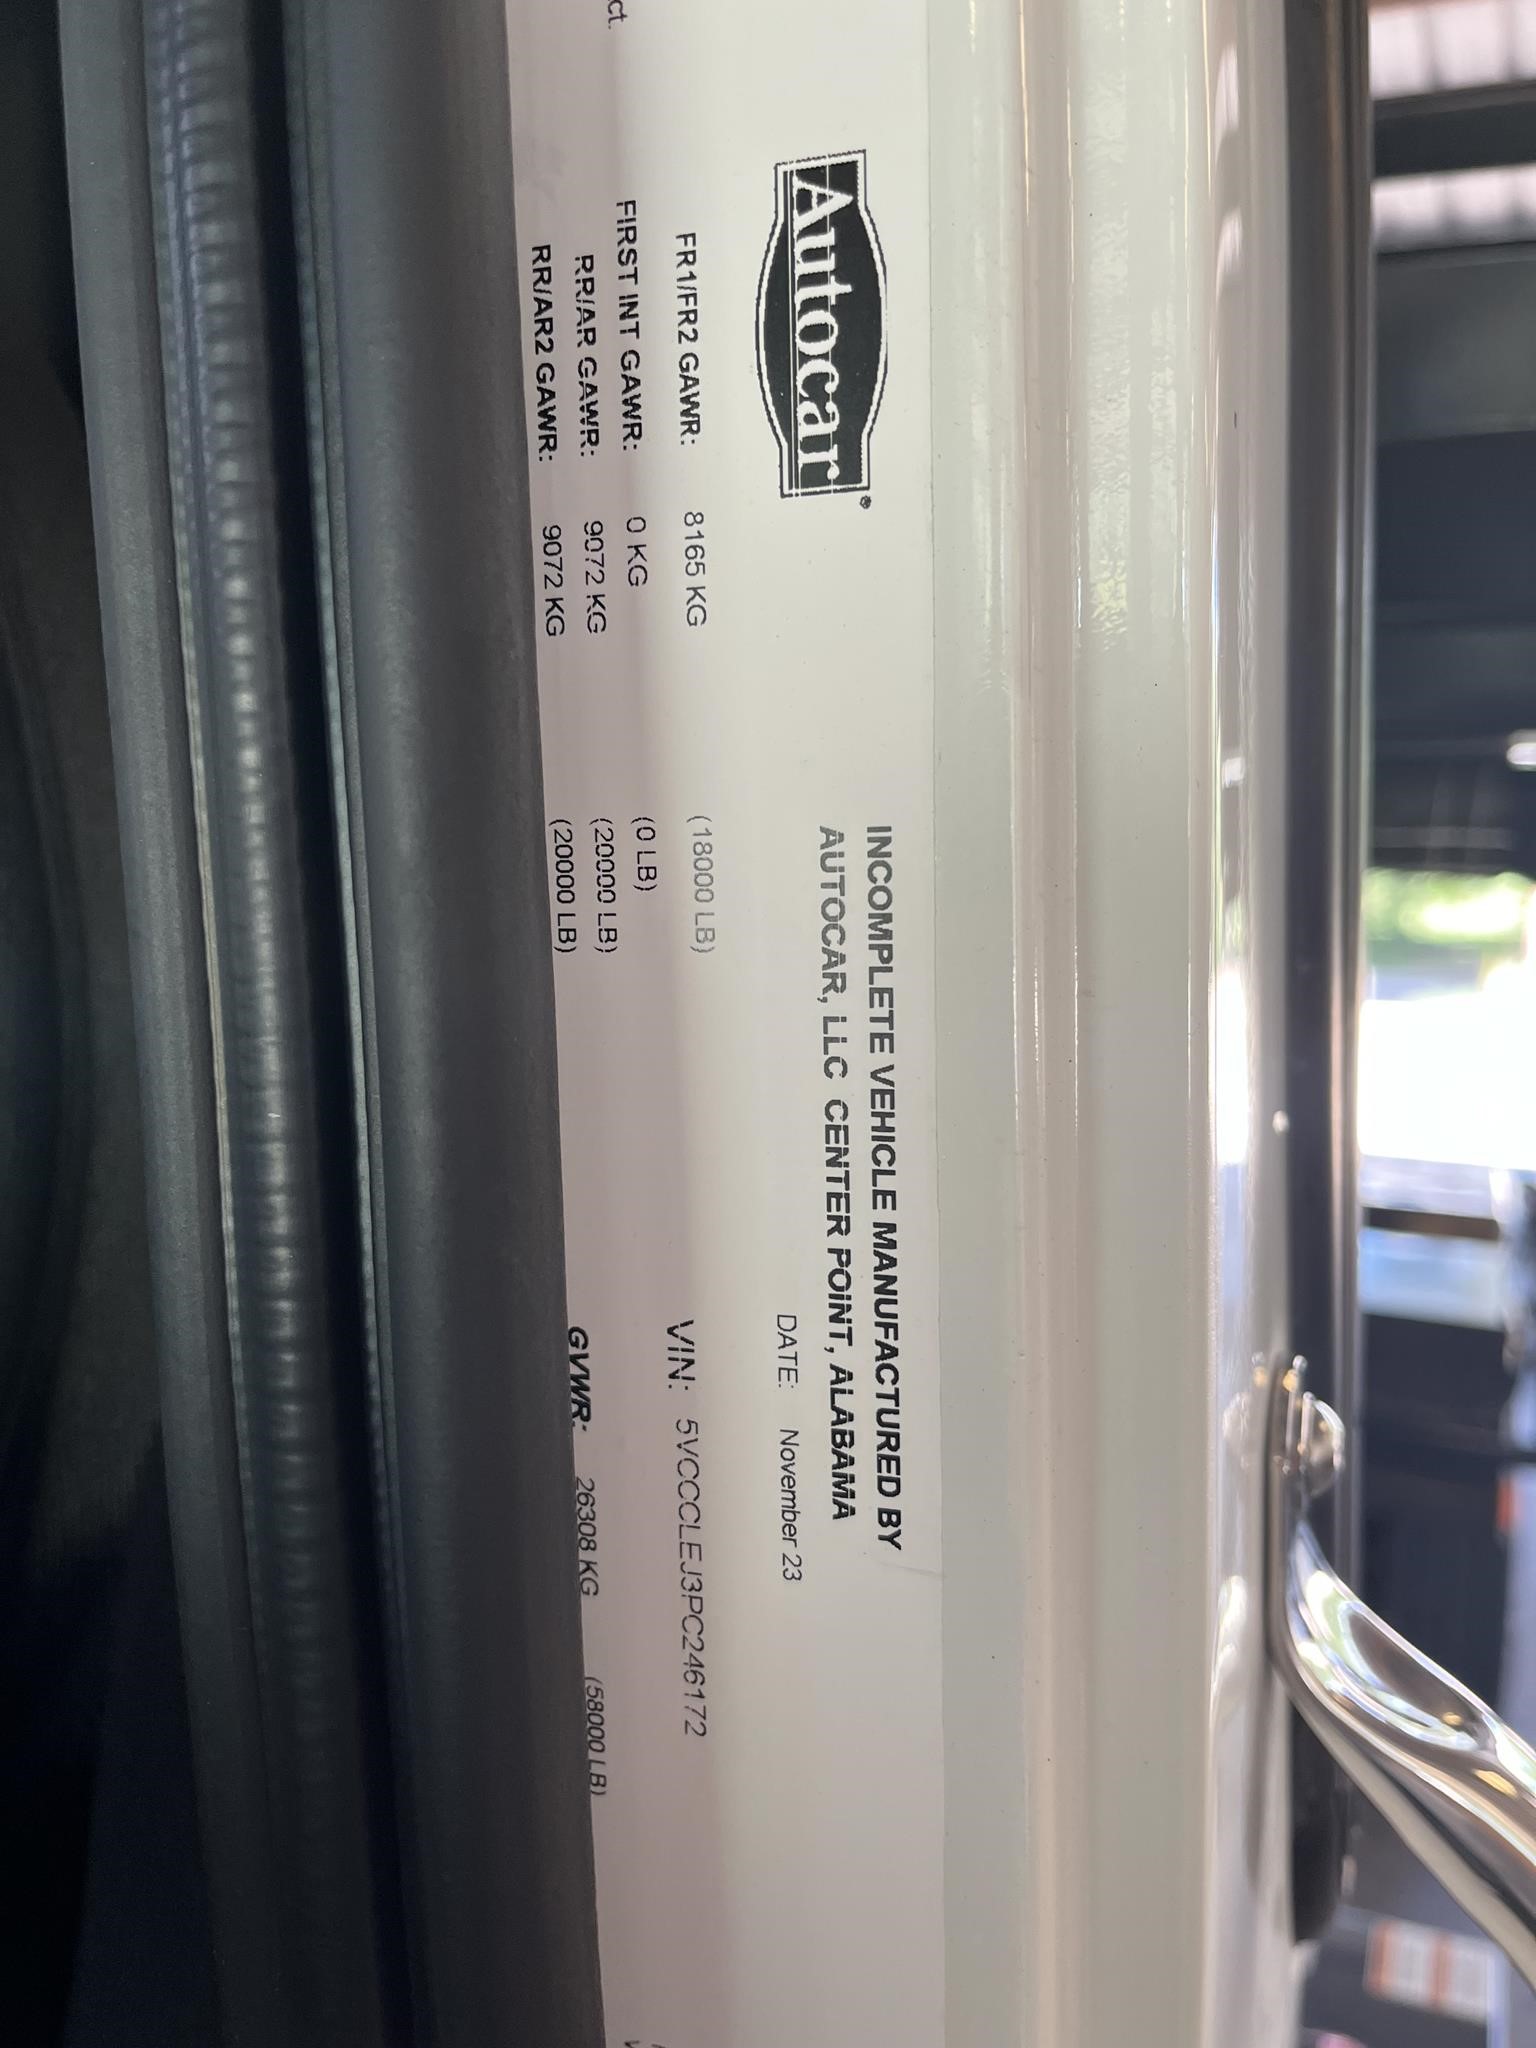 ct.
Autocar®
INCOMPLETE VEHICLE MANUFACTURED BY
AUTOCAR, LLC CENTER POINT, ALABAMA
DATE: November 23
FR1/FR2 GAWR: 8165 KG (18000 LB)
VIN: 5VCCCLEJ3PC246172
FIRST INT GAWR: 0 KG (0 LB)
RR/AR GAWR: 9072 KG (20000 LB)
RR/AR2 GAWR: 9072 KG (20000 LB)
GVWR: 26308 KG (58000 LB)